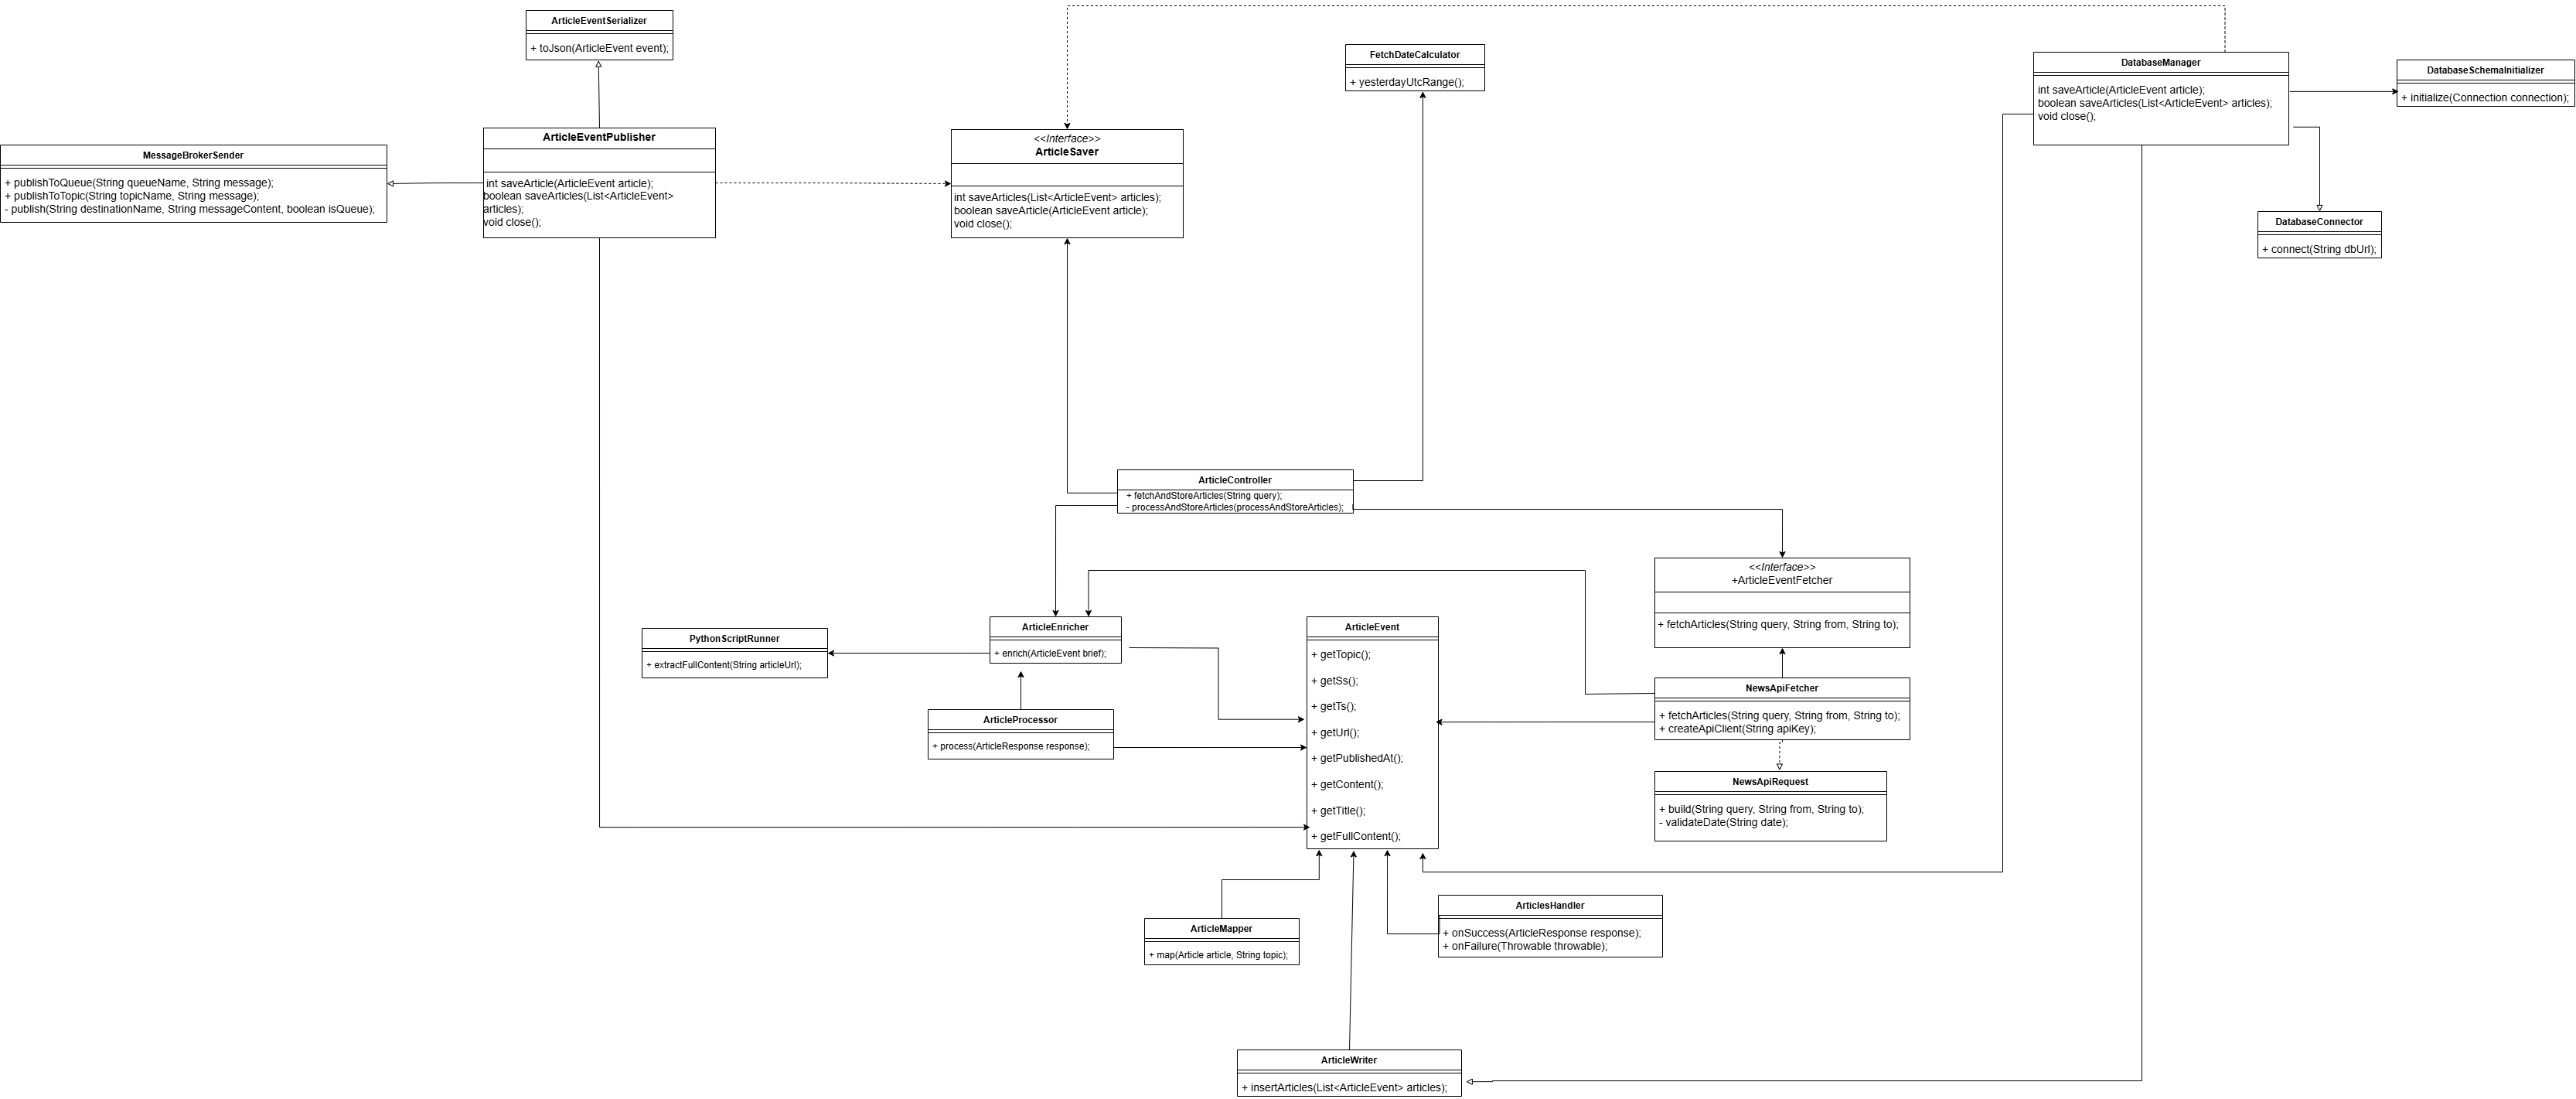 ArticleEventSerializer
+ toJson(ArticleEvent event);
FetchDateCalculator
+ yesterdayUtcRange();
DatabaseManager
int saveArticle(ArticleEvent article);
boolean saveArticles(List<ArticleEvent> articles);
void close();
DatabaseSchemaInitializer
+ initialize(Connection connection);
MessageBrokerSender
+ publishToQueue(String queueName, String message);
+ publishToTopic(String topicName, String message);
- publish(String destinationName, String messageContent, boolean isQueue);
ArticleEventPublisher
int saveArticle(ArticleEvent article);
boolean saveArticles(List<ArticleEvent>
articles);
void close();
<<Interface>>
ArticleSaver
int saveArticles(List<ArticleEvent> articles);
boolean saveArticle(ArticleEvent article);
void close();
DatabaseConnector
+ connect(String dbUrl);
ArticleController
+ fetchAndStoreArticles(String query);
- processAndStoreArticles(processAndStoreArticles);
<<Interface>>
+ArticleEventFetcher
+ fetchArticles(String query, String from, String to);
PythonScriptRunner
+ extractFullContent(String articleUrl);
ArticleEnricher
+ enrich(ArticleEvent brief);
ArticleEvent
+ getTopic();
+ getSs();
+ getTs();
+ getUrl();
+ getPublishedAt();
+ getContent();
+ getTitle();
+ getFullContent();
NewsApiFetcher
+ fetchArticles(String query, String from, String to);
+ createApiClient(String apiKey);
ArticleProcessor
+ process(ArticleResponse response);
NewsApiRequest
+ build(String query, String from, String to);
- validateDate(String date);
ArticleMapper
+ map(Article article, String topic);
ArticlesHandler
+ onSuccess(ArticleResponse response);
+ onFailure(Throwable throwable);
ArticleWriter
+ insertArticles(List<ArticleEvent> articles);